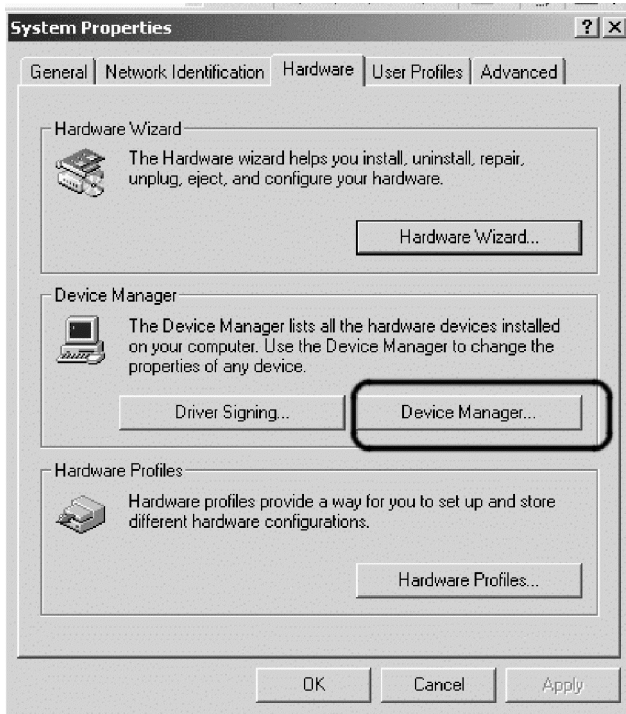 System Properties
General Network Identification Hardware User Profiles Advanced
Hardware Wizard
The Hardware wizard helps you install, uninstall, repair,
unplug, eject, and configure your hardware.
Hardware Wizard...
Device Manager
The Device Manager lists all the hardware devices installed
on your computer. Use the Device Manager to change the
properties of any device.
Driver Signing... Device Manager...
Hardware Profiles
Hardware profiles provide a way for you to set up and store
different hardware configurations.
Hardware Profiles...
OK Cancel Apply